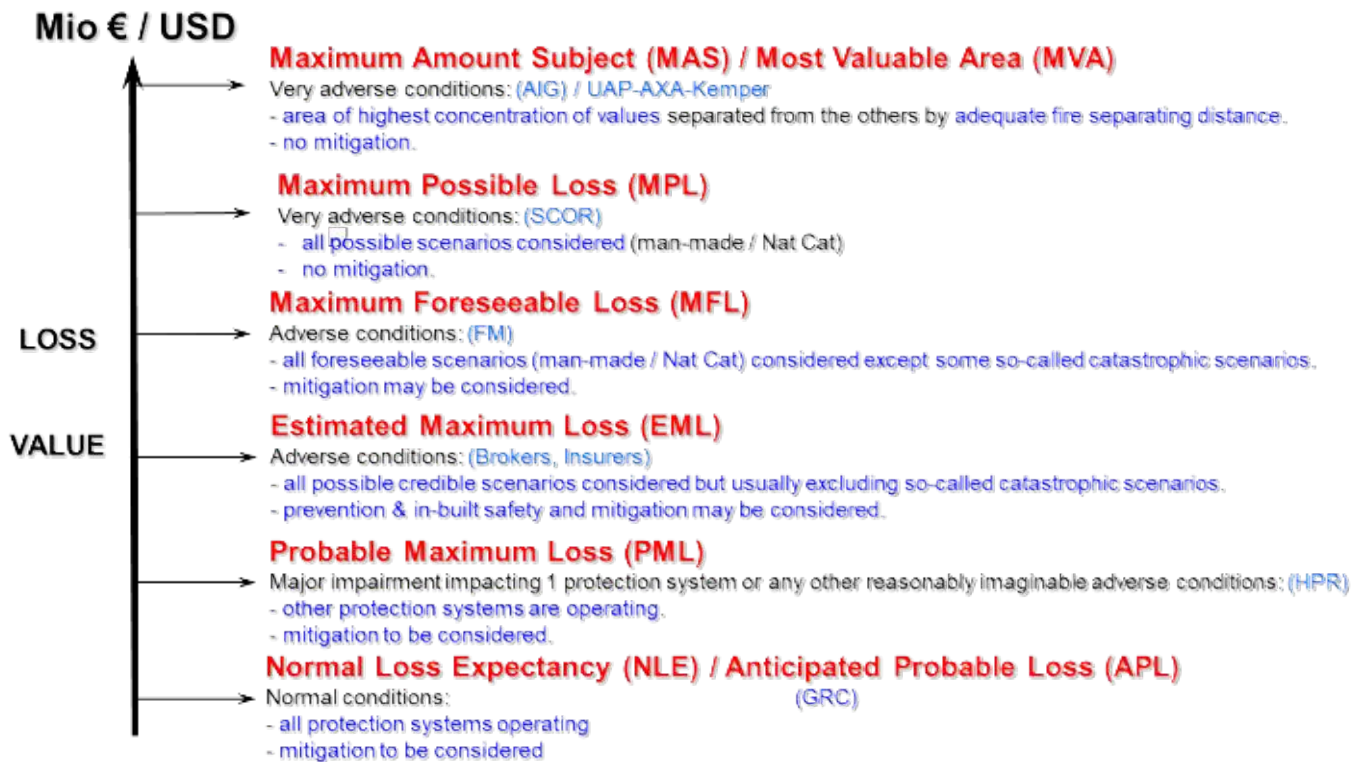 Mio € / USD
Maximum Amount Subject (MAS) / Most Valuable Area (MVA)
Very adverse conditions: (AIG) / UAP-AXA-Kemper
- area of highest concentration of values separated from the others by adequate fire separating distance.
- no mitigation.
Maximum Possible Loss (MPL)
Very adverse conditions: (SCOR)
- all possible scenarios considered (man-made / Nat Cat)
- no mitigation.
Maximum Foreseeable Loss (MFL)
LOSS
Adverse conditions: (FM)
- all foreseeable scenarios (man-made / Nat Cat) considered except some so-called catastrophic scenarios.
- mitigation may be considered.
Estimated Maximum Loss (EML)
VALUE
Adverse conditions: (Brokers, Insurers)
- all possible credible scenarios considered but usually excluding so-called catastrophic scenarios.
- prevention & in-built safety and mitigation may be considered.
Probable Maximum Loss (PML)
Major impairment impacting 1 protection system or any other reasonably imaginable adverse conditions: (HPR)
- other protection systems are operating.
- mitigation to be considered.
Normal Loss Expectancy (NLE) / Anticipated Probable Loss (APL)
Normal conditions: (GRC)
- all protection systems operating
- mitigation to be considered